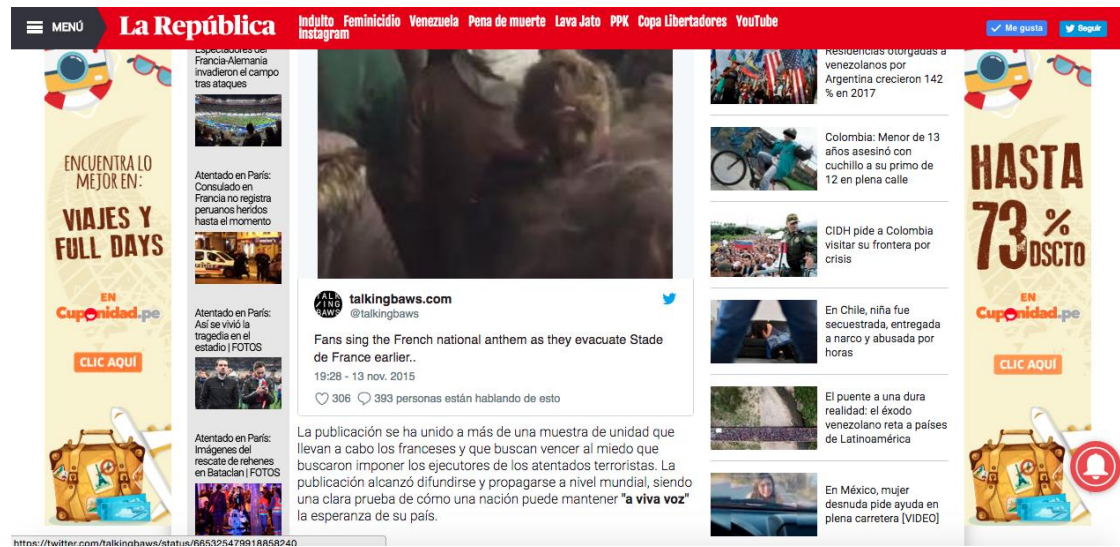 MENÚ
La República
Indulto Feminicidio Venezuela Pena de muerte Lava Jato PPK Copa Libertadores YouTube
Instagram
Me gusta
Seguir
ENCUENTRA LO
MEJOR EN:
VIAJES Y
FULL DAYS
EN
Cuponidad.pe
CLIC AQUÍ
Espectadores del
Francia-Alemania
invadieron el campo
tras ataques
Atentado en París:
Consulado en
Francia no registra
peruanos heridos
hasta el momento
Atentado en París:
Así se vivió la
tragedia en el
estadio | FOTOS
Atentado en París:
Imágenes del
rescate de rehenes
en Bataclan | FOTOS
TALK
/ING
BAWS
talkingbaws.com
@talkingbaws
Fans sing the French national anthem as they evacuate Stade
de France earlier..
19:28 - 13 nov. 2015
306 393 personas están hablando de esto
La publicación se ha unido a más de una muestra de unidad que
llevan a cabo los franceses y que buscan vencer al miedo que
buscaron imponer los ejecutores de los atentados terroristas. La
publicación alcanzó difundirse y propagarse a nivel mundial, siendo
una clara prueba de cómo una nación puede mantener "a viva voz"
la esperanza de su país.
Residencias otorgadas a
venezolanos por
Argentina crecieron 142
% en 2017
Colombia: Menor de 13
años asesinó con
cuchillo a su primo de
12 en plena calle
CIDH pide a Colombia
visitar su frontera por
crisis
En Chile, niña fue
secuestrada, entregada
a narco y abusada por
horas
El puente a una dura
realidad: el éxodo
venezolano reta a países
de Latinoamérica
En México, mujer
desnuda pide ayuda en
plena carretera [VIDEO]
HASTA
73%
DSCTO
EN
Cuponidad.pe
CLIC AQUÍ
https://twitter.com/talkingbaws/status/665325479918858240